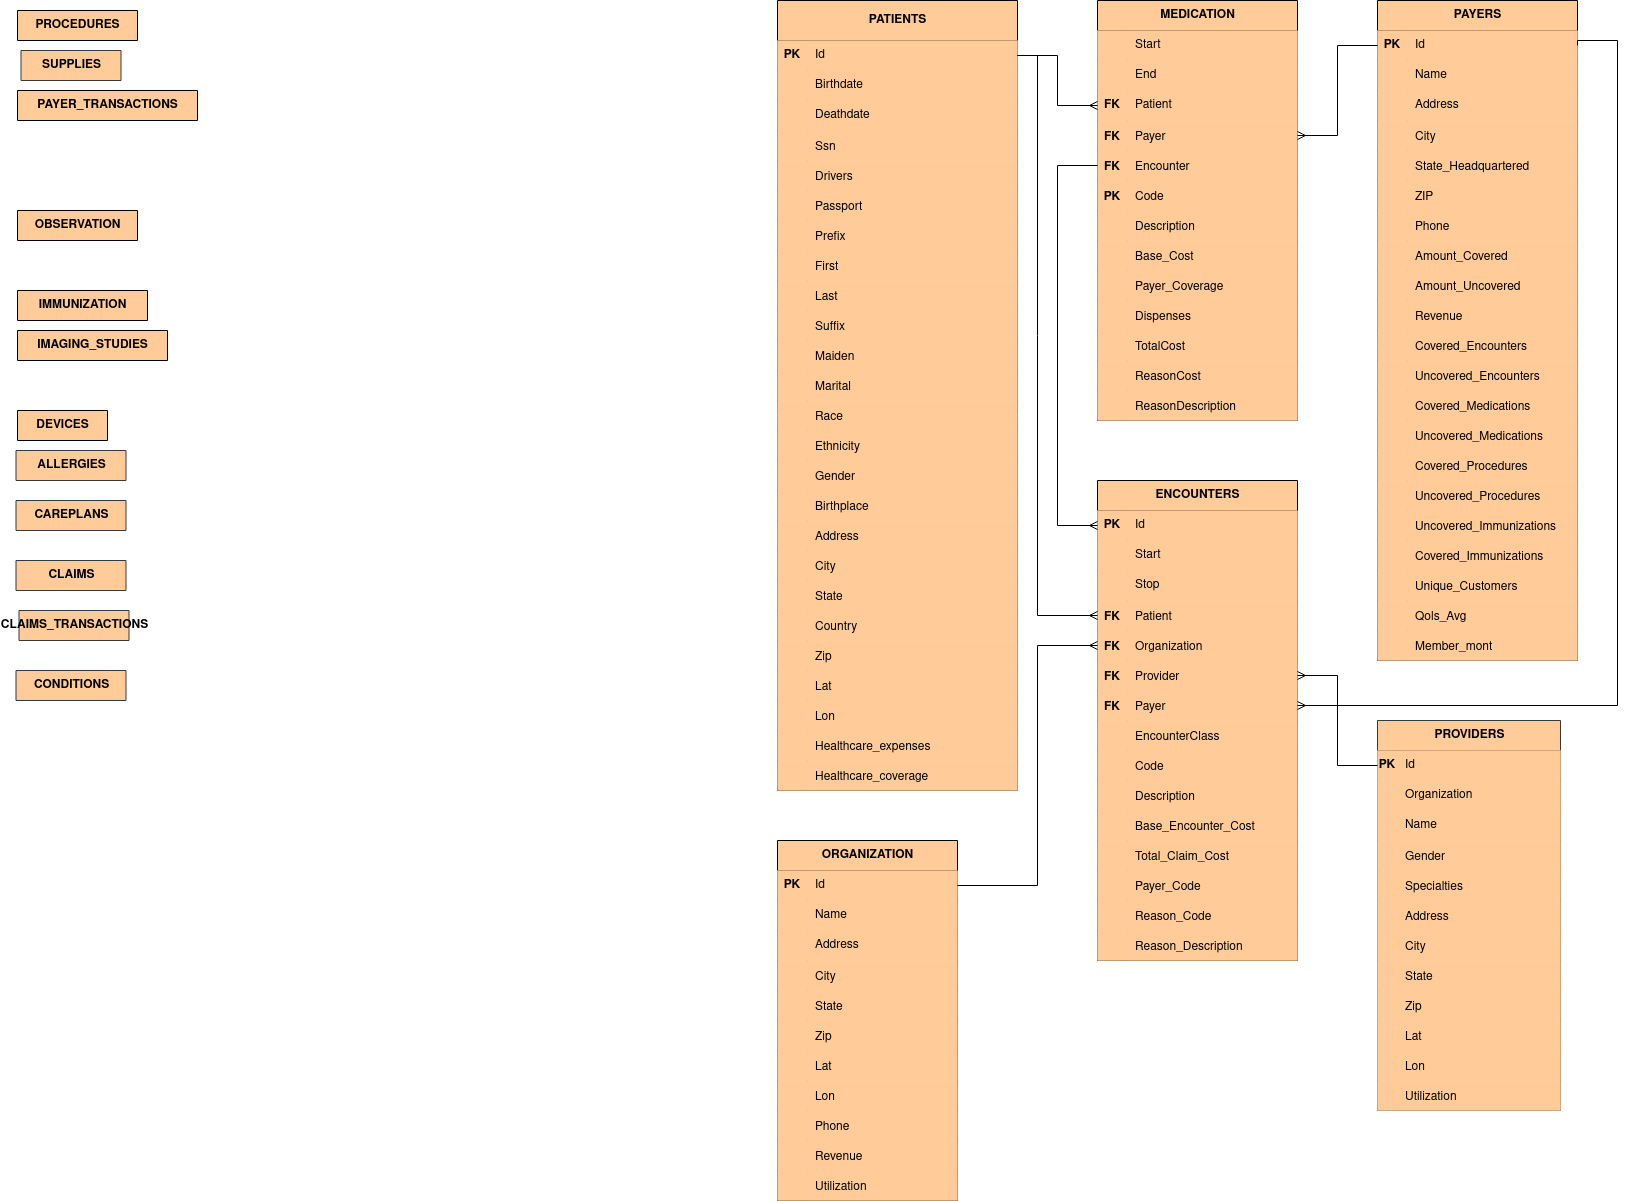 PROCEDURES
SUPPLIES
PAYER_TRANSACTIONS
OBSERVATION
IMMUNIZATION
IMAGING_STUDIES
DEVICES
ALLERGIES
CAREPLANS
CLAIMS
CLAIMS_TRANSACTIONS
CONDITIONS
PATIENTS
PK Id
Birthdate
Deathdate
Ssn
Drivers
Passport
Prefix
First
Last
Suffix
Maiden
Marital
Race
Ethnicity
Gender
Birthplace
Address
City
State
Country
Zip
Lat
Lon
Healthcare_expenses
Healthcare_coverage
ORGANIZATION
PK Id
Name
Address
City
State
Zip
Lat
Lon
Phone
Revenue
Utilization
MEDICATION
Start
End
FK Patient
FK Payer
FK Encounter
PK Code
Description
Base_Cost
Payer_Coverage
Dispenses
TotalCost
ReasonCost
ReasonDescription
ENCOUNTERS
PK Id
Start
Stop
FK Patient
FK Organization
FK Provider
FK Payer
EncounterClass
Code
Description
Base_Encounter_Cost
Total_Claim_Cost
Payer_Code
Reason_Code
Reason_Description
PAYERS
PK Id
Name
Address
City
State_Headquartered
ZIP
Phone
Amount_Covered
Amount_Uncovered
Revenue
Covered_Encounters
Uncovered_Encounters
Covered_Medications
Uncovered_Medications
Covered_Procedures
Uncovered_Procedures
Uncovered_Immunizations
Covered_Immunizations
Unique_Customers
Qols_Avg
Member_mont
PROVIDERS
PK Id
Organization
Name
Gender
Specialties
Address
City
State
Zip
Lat
Lon
Utilization